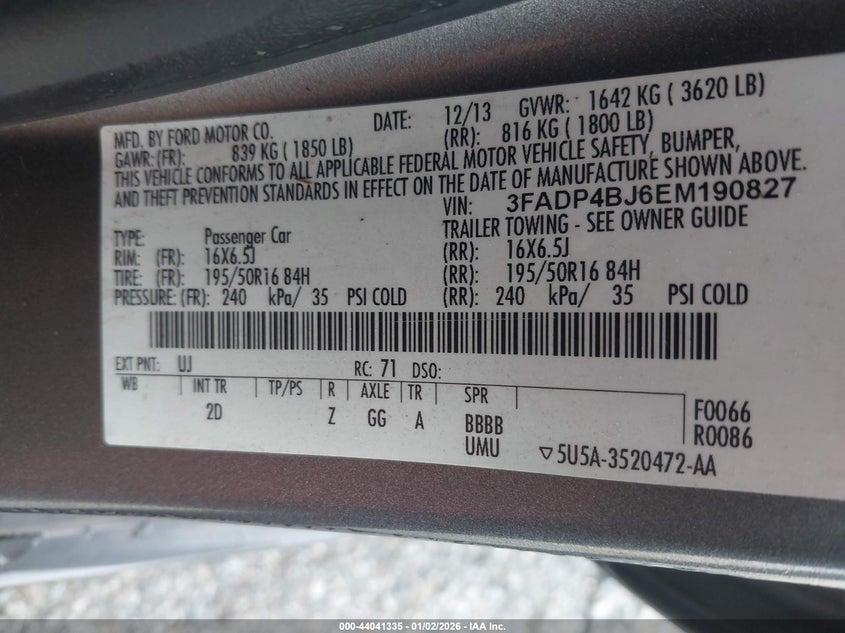 MFD. BY FORD MOTOR CO. DATE: 12/13 GVWR: 1642 KG ( 3620 LB)
GAWR:(FR): 839 KG ( 1850 LB) (RR): 816 KG ( 1800 LB)
THIS VEHICLE CONFORMS TO ALL APPLICABLE FEDERAL MOTOR VEHICLE SAFETY, BUMPER,
AND THEFT PREVENTION STANDARDS IN EFFECT ON THE DATE OF MANUFACTURE SHOWN ABOVE.
VIN: 3FADP4BJ6EM190827
TYPE: Passenger Car TRAILER TOWING - SEE OWNER GUIDE
RIM: (FR): 16X6.5J (RR): 16X6.5J
TIRE: (FR): 195/50R16 84H (RR): 195/50R16 84H
PRESSURE: (FR): 240 kPa/ 35 PSI COLD (RR): 240 kPa/ 35 PSI COLD
EXT PNT: UJ RC: 71 DSO:
WB INT TR TP/PS R AXLE TR SPR
2D Z GG A BBBB F0066
UMU R0086
▽5U5A-3520472-AA
000-44041335 - 01/02/2026 - IAA Inc.